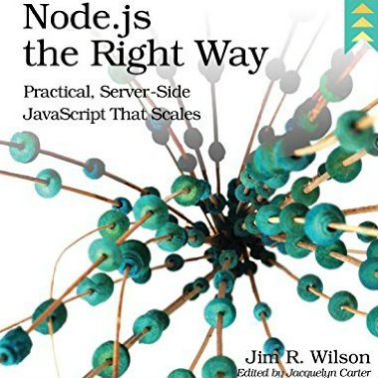 Node.js
the Right Way
Practical, Server-Side
JavaScript That Scales
Jim R. Wilson
Edited by Jacquelyn Carter